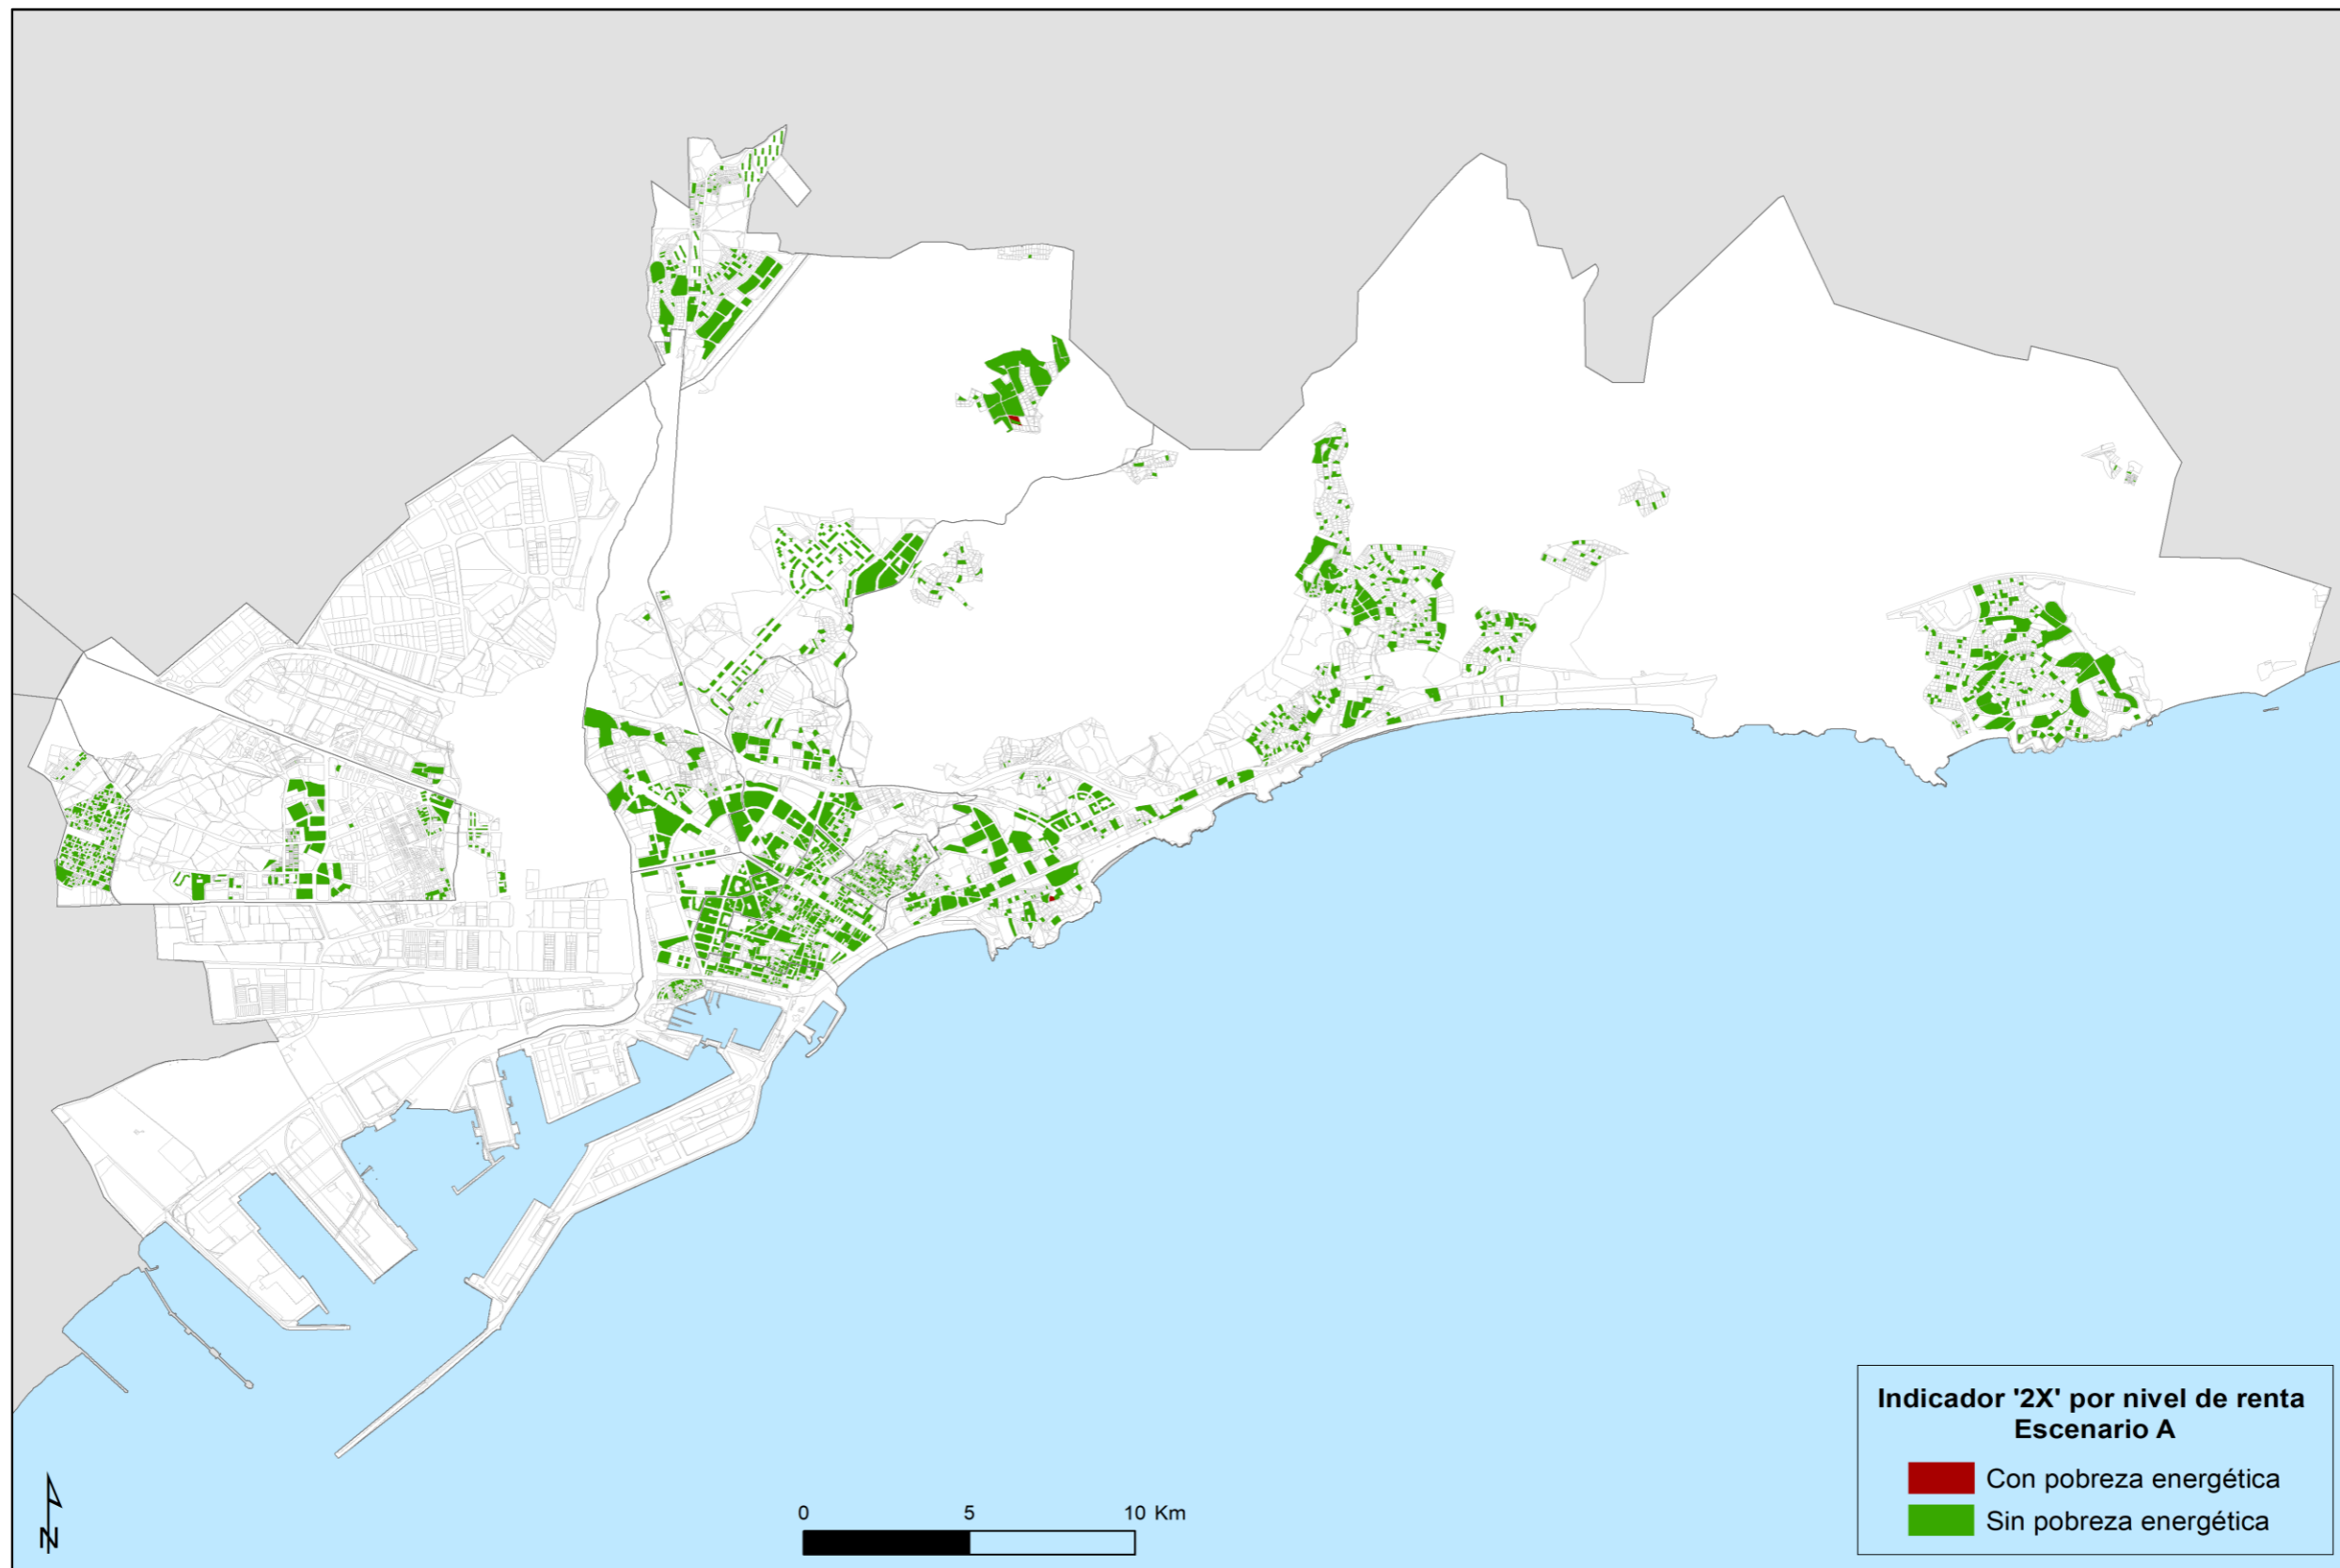 Indicador '2X' por nivel de renta
Escenario A
Con pobreza energética
Sin pobreza energética
N
0 5 10 Km